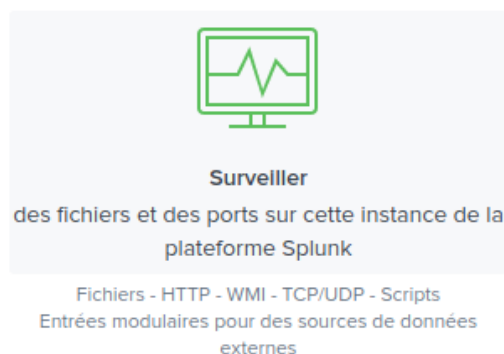 Surveiller
des fichiers et des ports sur cette instance de la
plateforme Splunk
Fichiers - HTTP - WMI - TCP/UDP - Scripts
Entrées modulaires pour des sources de données
externes